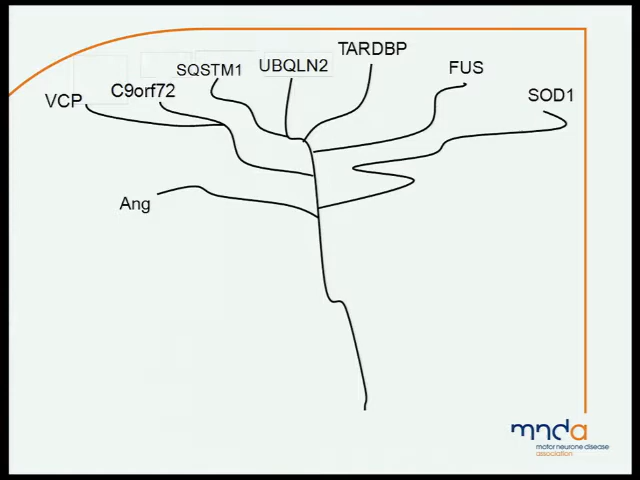 TARDBP
UBQLN2
SQSTM1
FUS
C9orf72
VCP
SOD1
Ang
mnda
motor neurone disease
association